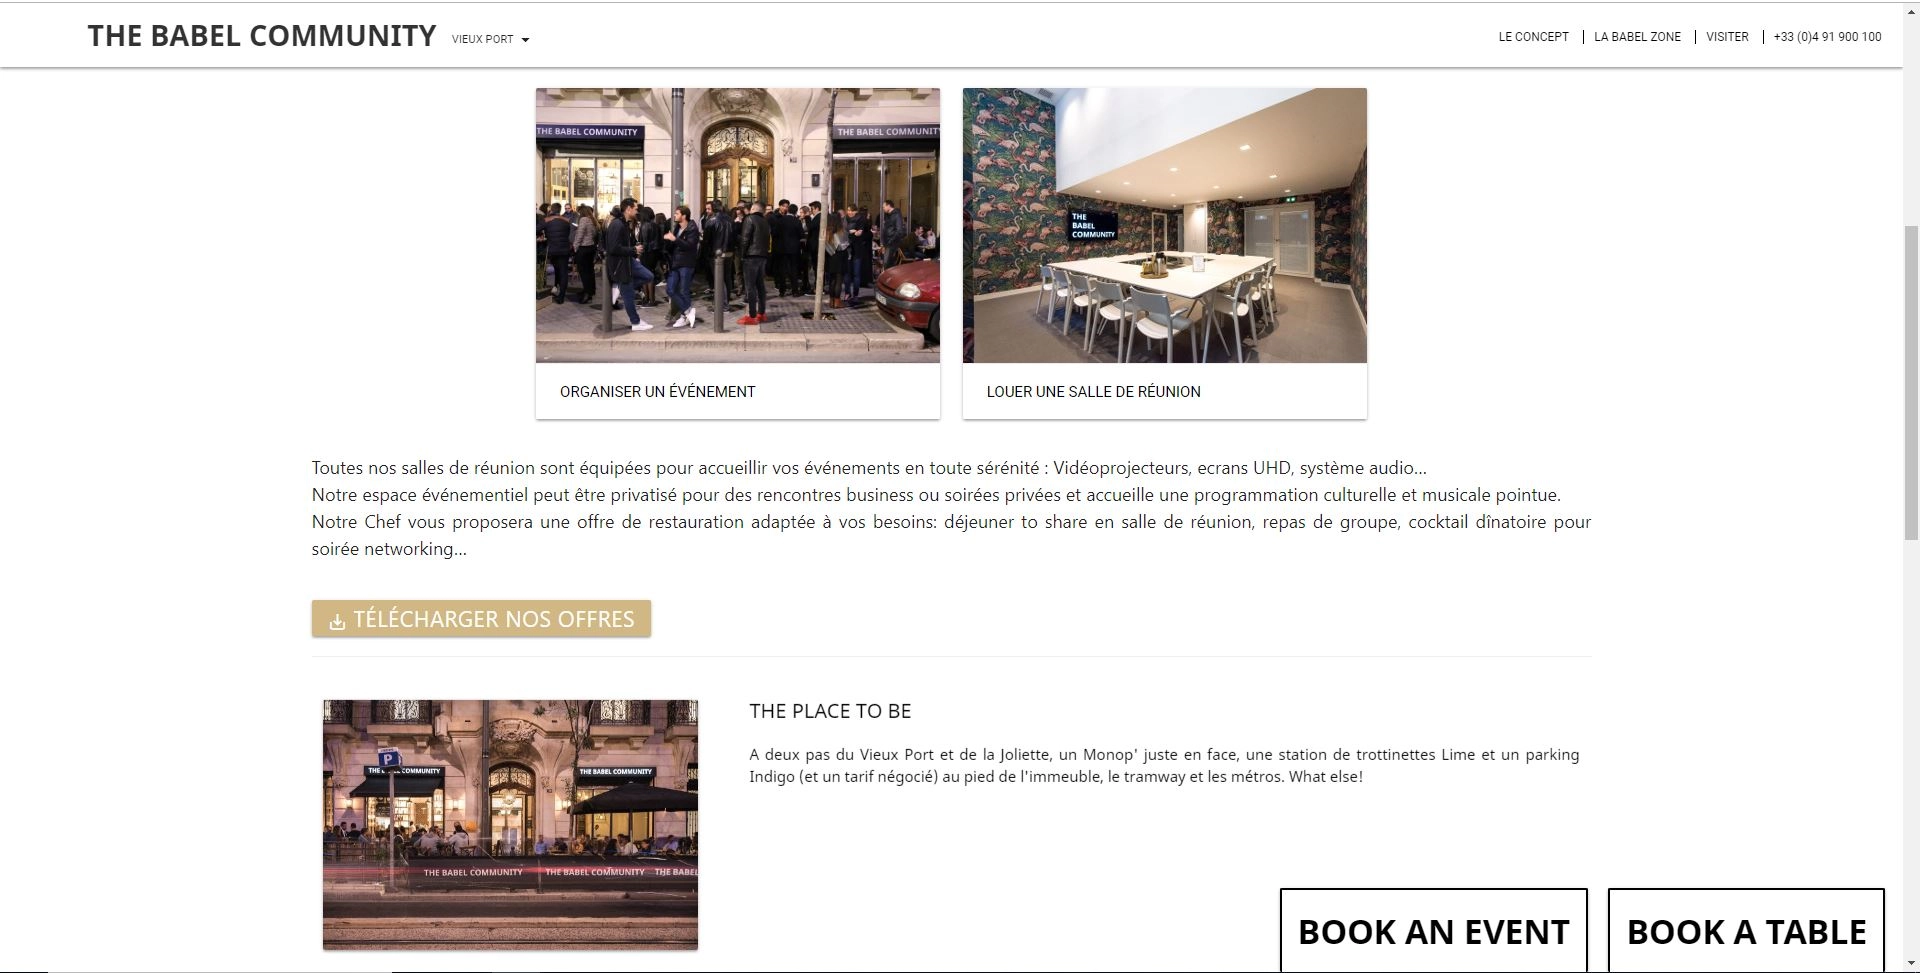 THE BABEL COMMUNITY
VIEUX PORT
LE CONCEPT
LA BABEL ZONE
VISITER
+33 (0)4 91 900 100
THE BABEL COMMUNITY
THE BABEL COMMUNITY
THE
BABEL
COMMUNITY
ORGANISER UN ÉVÉNEMENT
LOUER UNE SALLE DE RÉUNION
Toutes nos salles de réunion sont équipées pour accueillir vos événements en toute sérénité : Vidéoprojecteurs, ecrans UHD, système audio...
Notre espace événementiel peut être privatisé pour des rencontres business ou soirées privées et accueille une programmation culturelle et musicale pointue.
Notre Chef vous proposera une offre de restauration adaptée à vos besoins: déjeuner to share en salle de réunion, repas de groupe, cocktail dînatoire pour
soirée networking...
TÉLÉCHARGER NOS OFFRES
P
THE BABEL COMMUNITY
THE BABEL COMMUNITY
THE BABEL COMMUNITY
THE BABEL COMMUNITY
THE BABEL
THE PLACE TO BE
A deux pas du Vieux Port et de la Joliette, un Monop' juste en face, une station de trottinettes Lime et un parking
Indigo (et un tarif négocié) au pied de l'immeuble, le tramway et les métros. What else!
BOOK AN EVENT
BOOK A TABLE